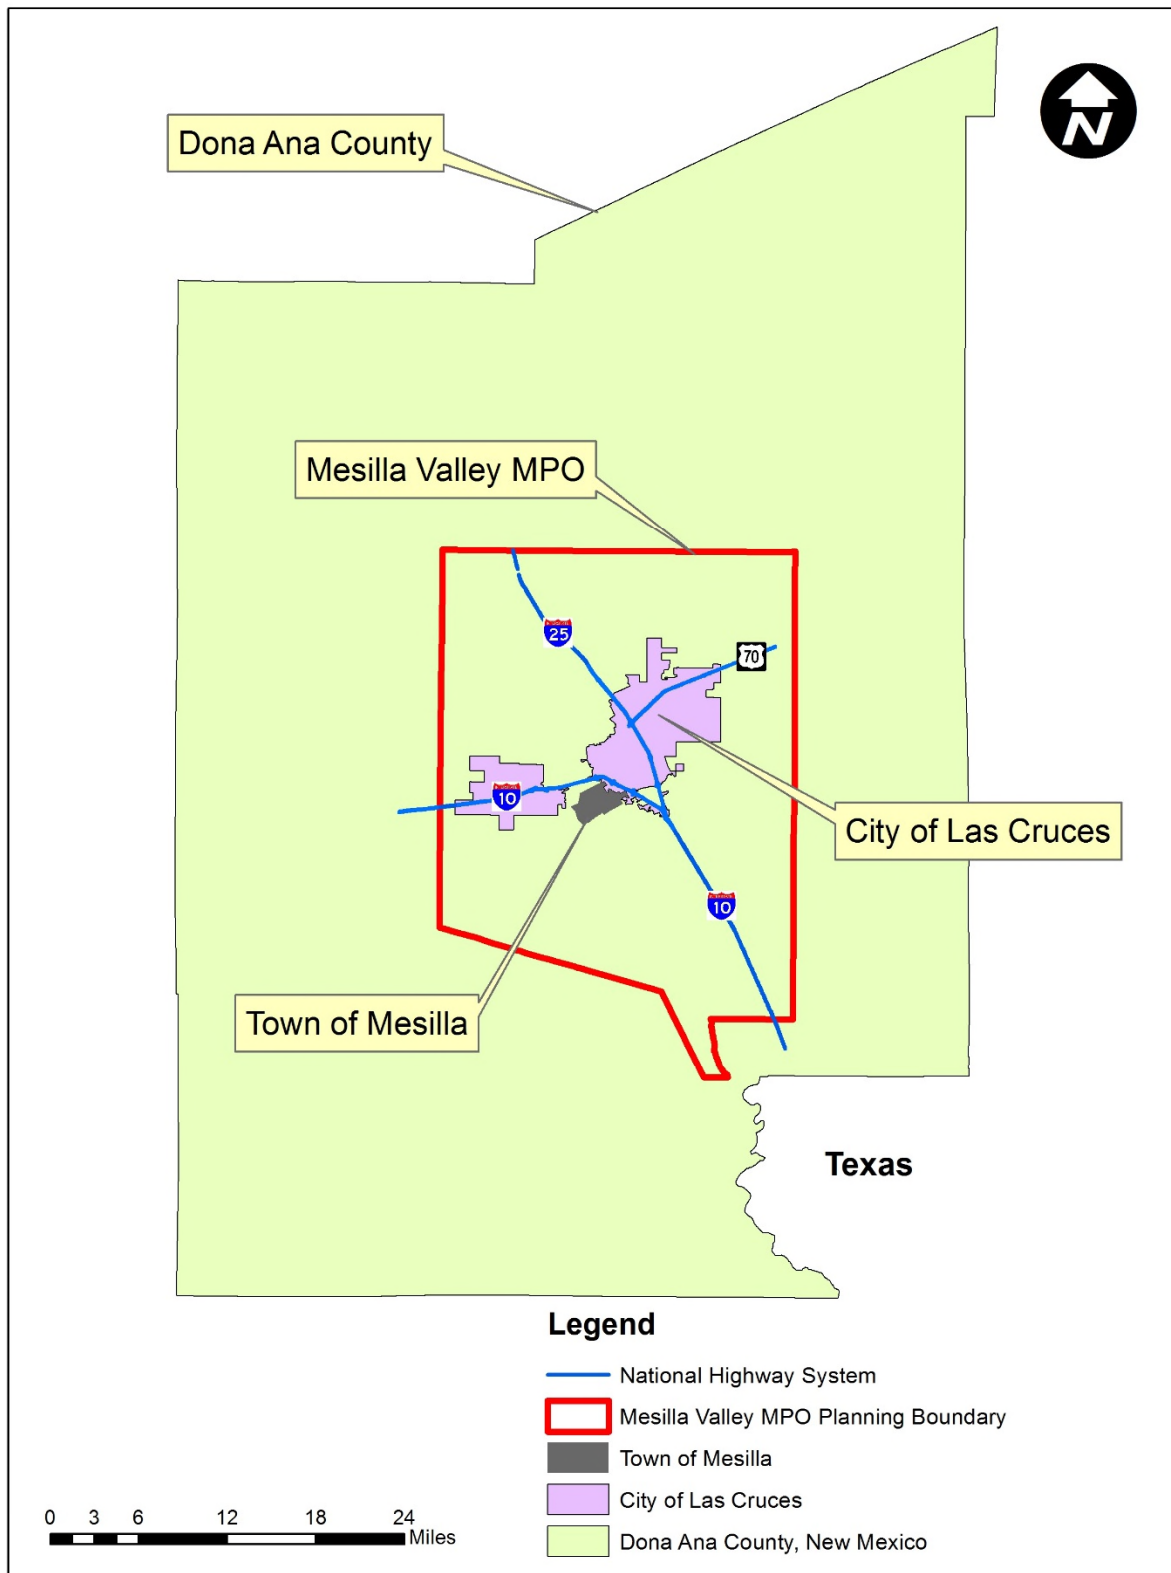 N
Dona Ana County
Mesilla Valley MPO
25
70
10
City of Las Cruces
10
Town of Mesilla
Texas
Legend
National Highway System
Mesilla Valley MPO Planning Boundary
Town of Mesilla
City of Las Cruces
Dona Ana County, New Mexico
0 3 6 12 18 24
Miles